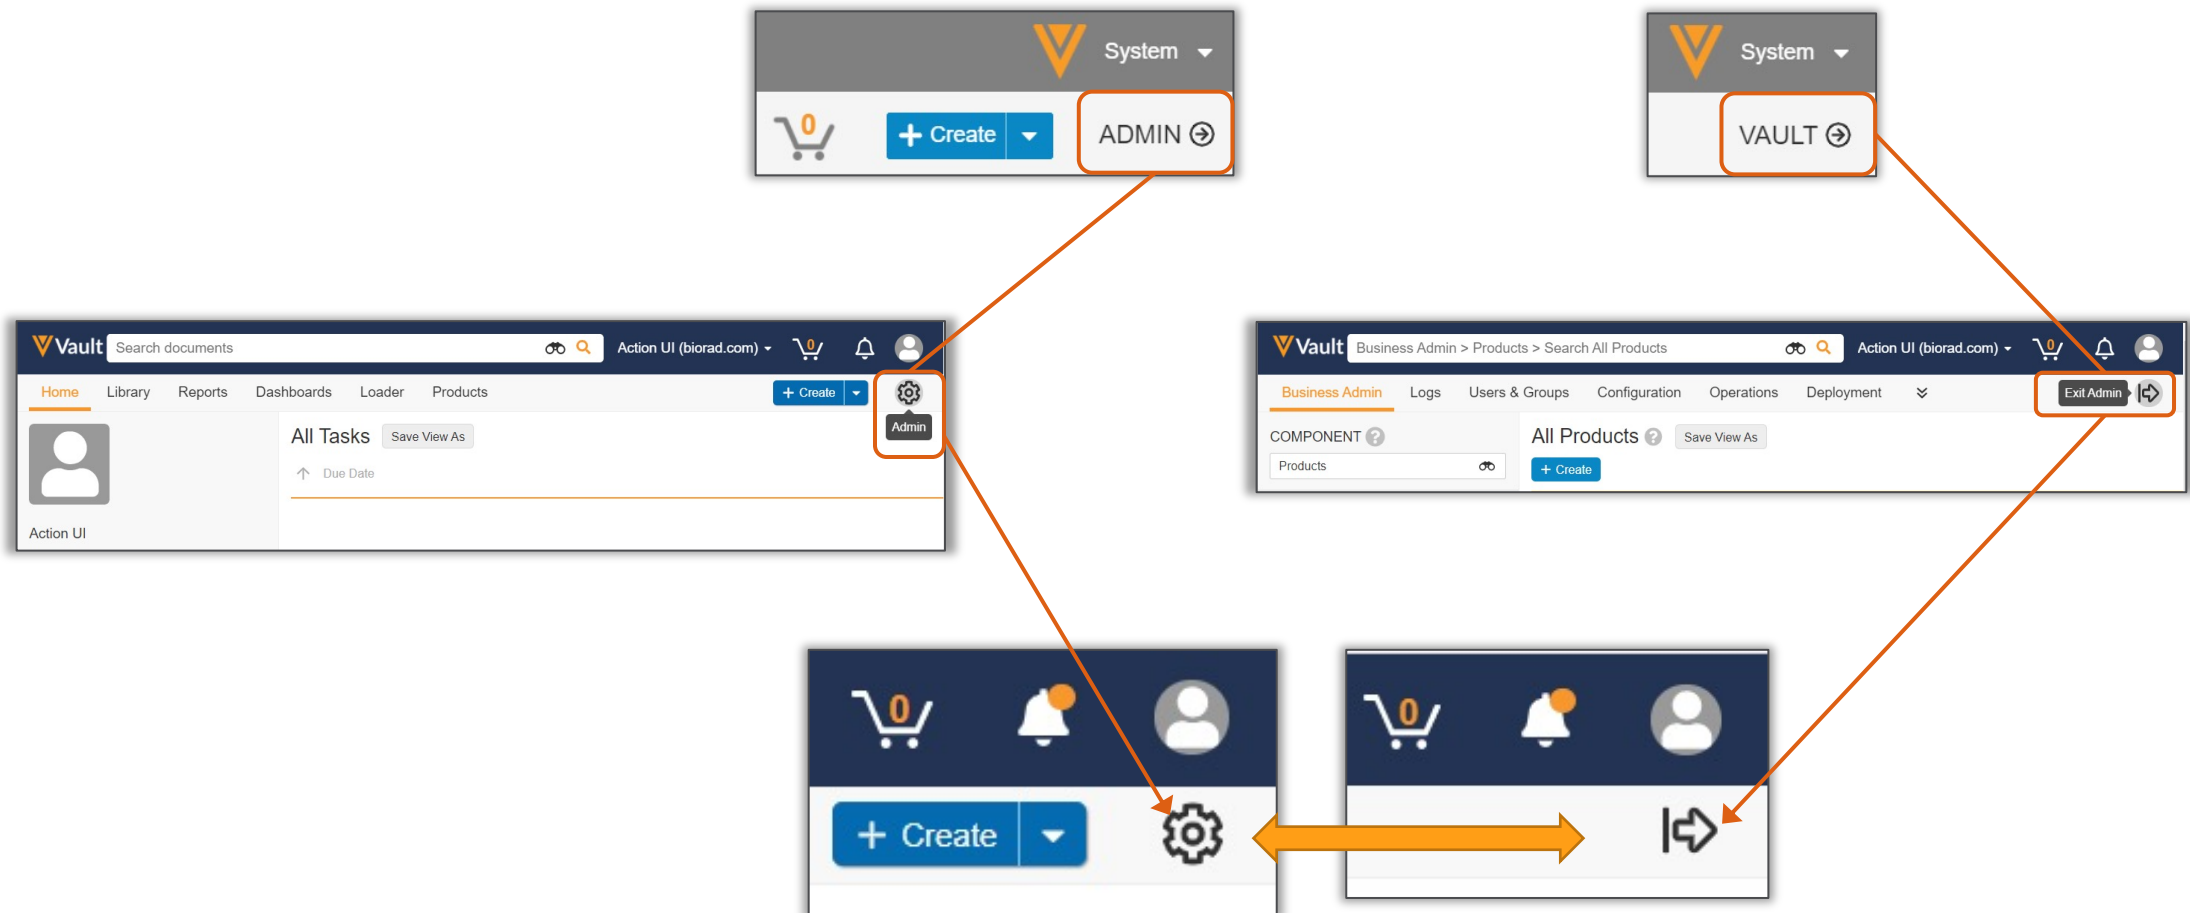 System
0
+ Create
ADMIN
System
VAULT
Vault
Search documents
Action UI (biorad.com)
0
Home
Library
Reports
Dashboards
Loader
Products
+ Create
Admin
All Tasks
Save View As
Due Date
Action UI
Vault
Business Admin > Products > Search All Products
Action UI (biorad.com)
0
Business Admin
Logs
Users & Groups
Configuration
Operations
Deployment
Exit Admin
COMPONENT ?
Products
All Products ?
Save View As
+ Create
0
+ Create
0